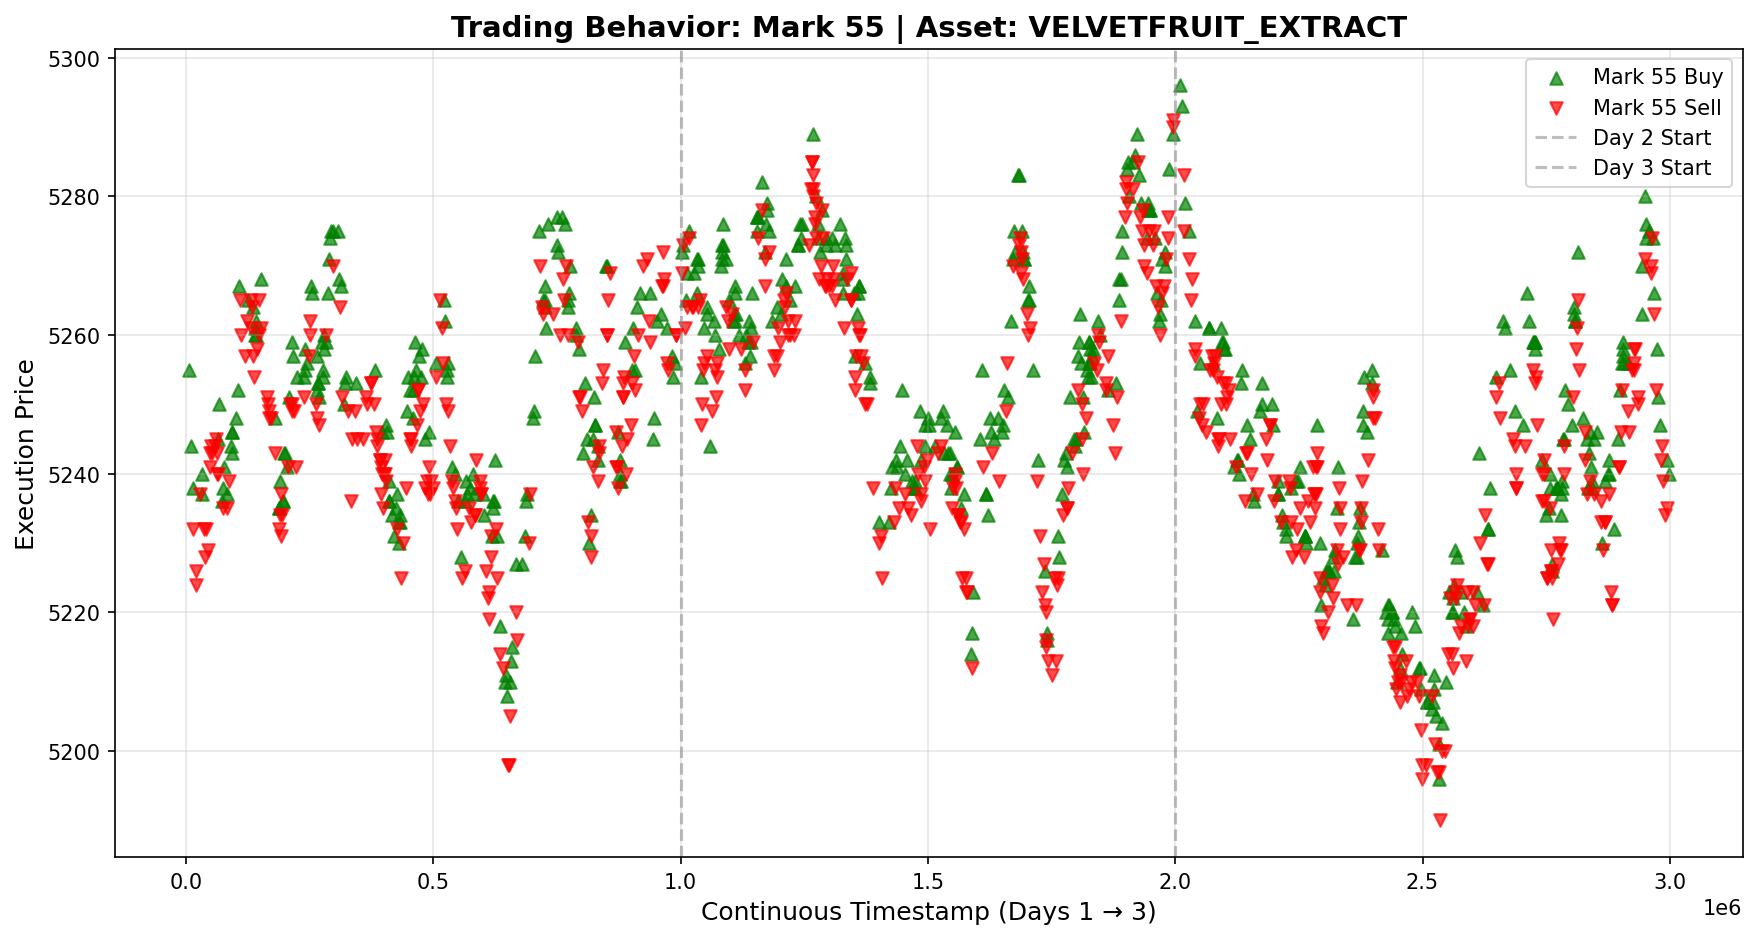 Trading Behavior: Mark 55 | Asset: VELVETFRUIT_EXTRACT
Mark 55 Buy
Mark 55 Sell
Day 2 Start
Day 3 Start
Execution Price
5300
5280
5260
5240
5220
5200
0.0 0.5 1.0 1.5 2.0 2.5 3.0
1e6
Continuous Timestamp (Days 1 → 3)